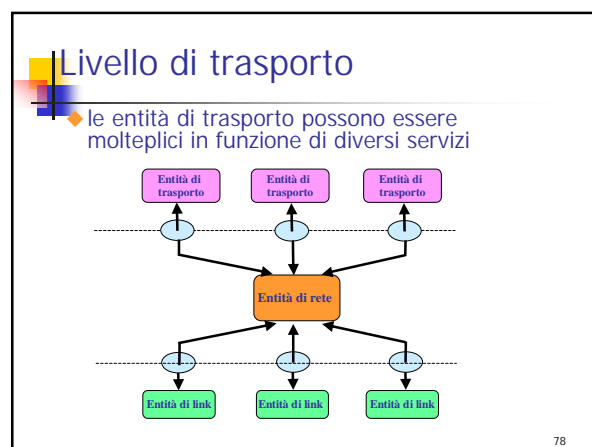 Livello di trasporto
le entità di trasporto possono essere
molteplici in funzione di diversi servizi
Entità di
trasporto
Entità di
trasporto
Entità di
trasporto
Entità di rete
Entità di link
Entità di link
Entità di link
78